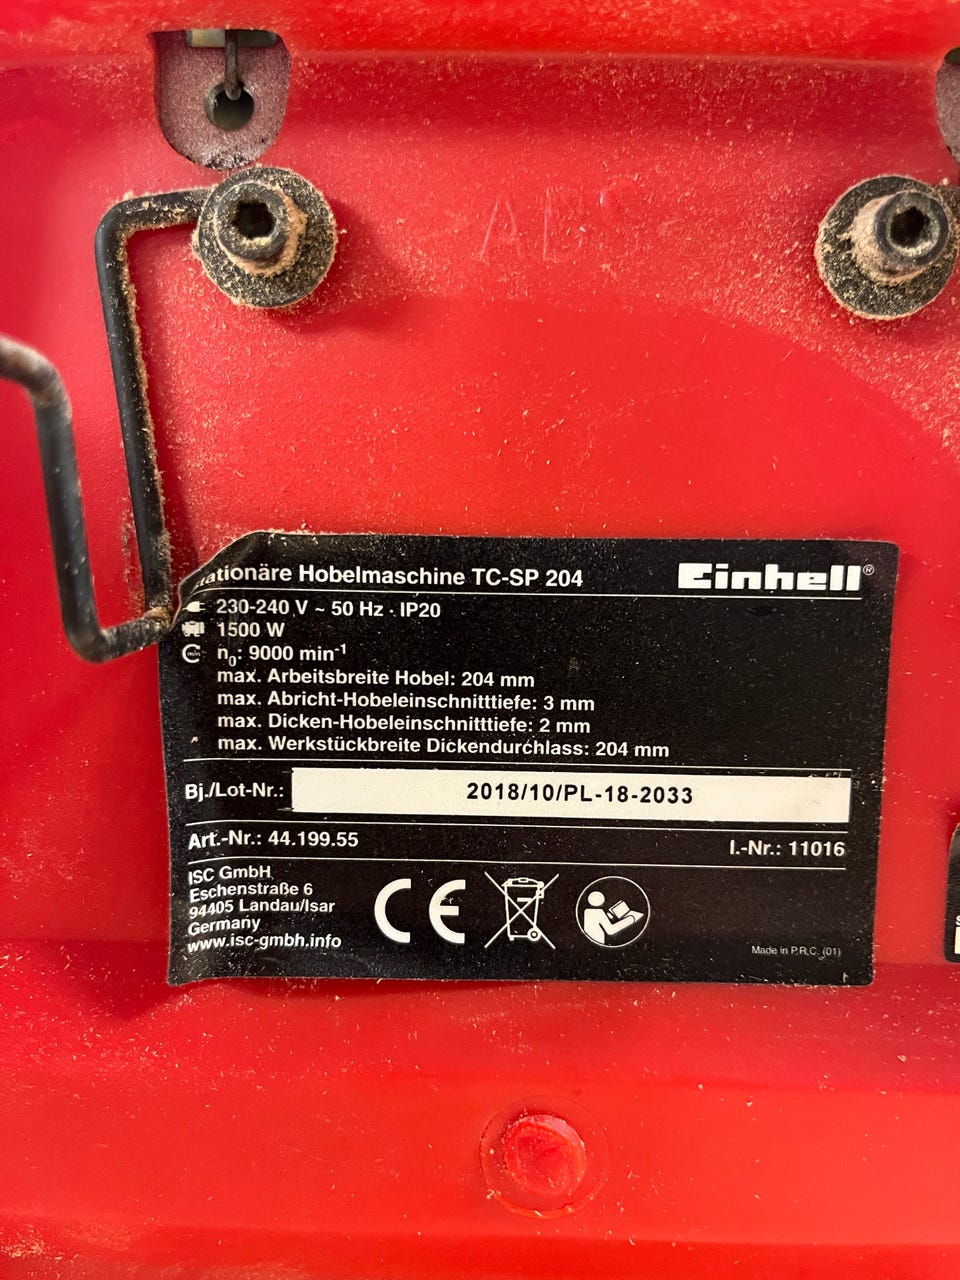 Stationäre Hobelmaschine TC-SP 204
Einhell®
230-240 V ~ 50 Hz · IP20
1500 W
min n₀: 9000 min⁻¹
max. Arbeitsbreite Hobel: 204 mm
max. Abricht-Hobeleinschnitttiefe: 3 mm
max. Dicken-Hobeleinschnitttiefe: 2 mm
max. Werkstückbreite Dickendurchlass: 204 mm
Bj./Lot-Nr.: 2018/10/PL-18-2033
Art.-Nr.: 44.199.55
I.-Nr.: 11016
ISC GmbH
Eschenstraße 6
94405 Landau/Isar
Germany
www.isc-gmbh.info
CE
Made in P.R.C. (01)